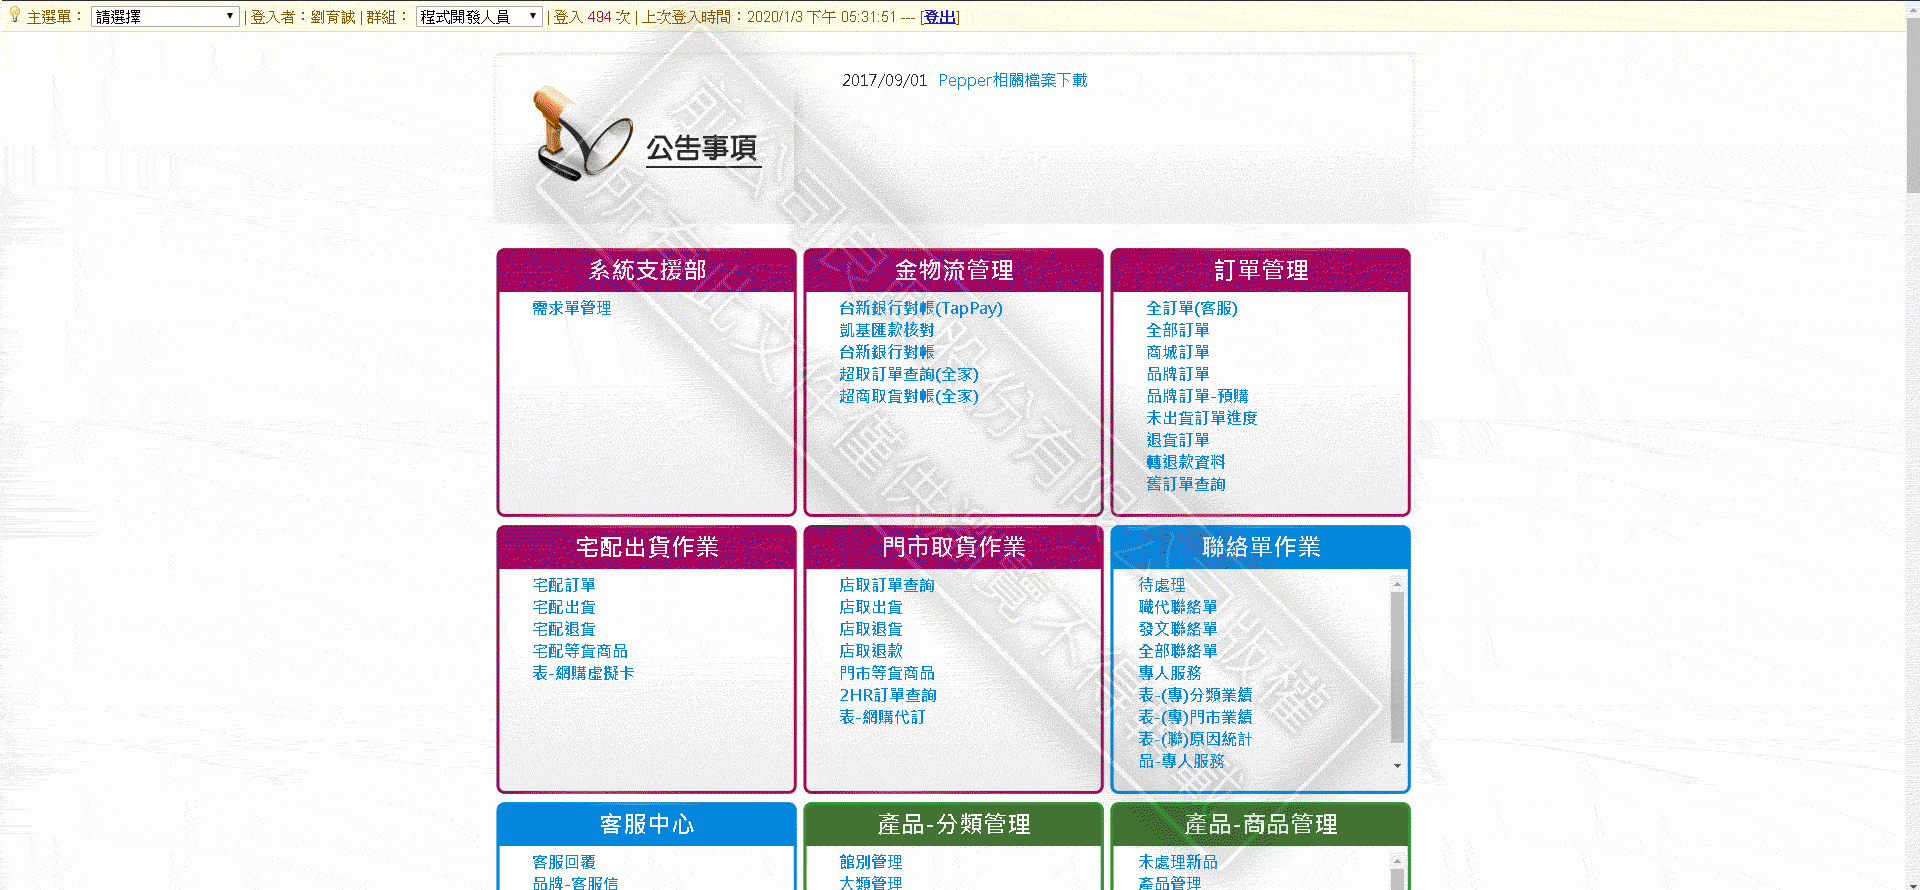 主選單： 請選擇 | 登入者：劉育誠 | 群組： 程式開發人員 | 登入 494 次 | 上次登入時間：2020/1/3 下午 05:31:51 --- [登出]
2017/09/01 Pepper相關檔案下載
公告事項
系統支援部
需求單管理
金物流管理
台新銀行對帳(TapPay)
凱基匯款核對
台新銀行對帳
超取訂單查詢(全家)
超商取貨對帳(全家)
訂單管理
全訂單(客服)
全部訂單
商城訂單
品牌訂單
品牌訂單-預購
未出貨訂單進度
退貨訂單
轉退款資料
舊訂單查詢
宅配出貨作業
宅配訂單
宅配出貨
宅配退貨
宅配等貨商品
表-網購虛擬卡
門市取貨作業
店取訂單查詢
店取出貨
店取退貨
店取退款
門市等貨商品
2HR訂單查詢
表-網購代訂
聯絡單作業
待處理
職代聯絡單
發文聯絡單
全部聯絡單
專人服務
表-(專)分類業績
表-(專)門市業績
表-(聯)原因統計
品-專人服務
客服中心
客服回覆
品牌-客服信
產品-分類管理
館別管理
大類管理
產品-商品管理
未處理新品
產品管理